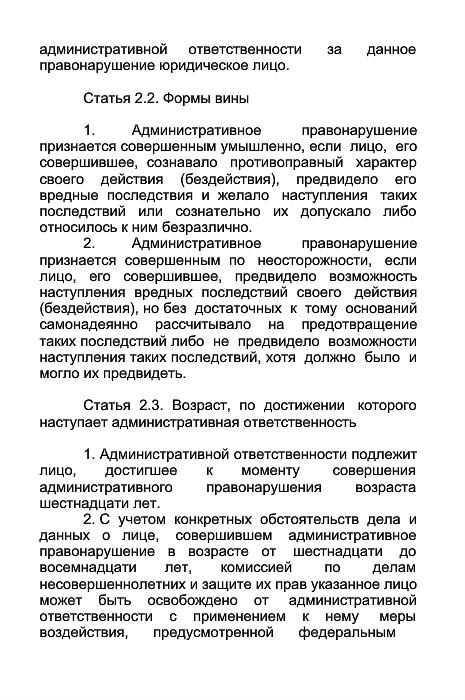 административной ответственности за данное
правонарушение юридическое лицо.
Статья 2.2. Формы вины
1. Административное правонарушение
признается совершенным умышленно, если лицо, его
совершившее, сознавало противоправный характер
своего действия (бездействия), предвидело его
вредные последствия и желало наступления таких
последствий или сознательно их допускало либо
относилось к ним безразлично.
2. Административное правонарушение
признается совершенным по неосторожности, если
лицо, его совершившее, предвидело возможность
наступления вредных последствий своего действия
(бездействия), но без достаточных к тому оснований
самонадеянно рассчитывало на предотвращение
таких последствий либо не предвидело возможности
наступления таких последствий, хотя должно было и
могло их предвидеть.
Статья 2.3. Возраст, по достижении которого
наступает административная ответственность
1. Административной ответственности подлежит
лицо, достигшее к моменту совершения
административного правонарушения возраста
шестнадцати лет.
2. С учетом конкретных обстоятельств дела и
данных о лице, совершившем административное
правонарушение в возрасте от шестнадцати до
восемнадцати лет, комиссией по делам
несовершеннолетних и защите их прав указанное лицо
может быть освобождено от административной
ответственности с применением к нему меры
воздействия, предусмотренной федеральным